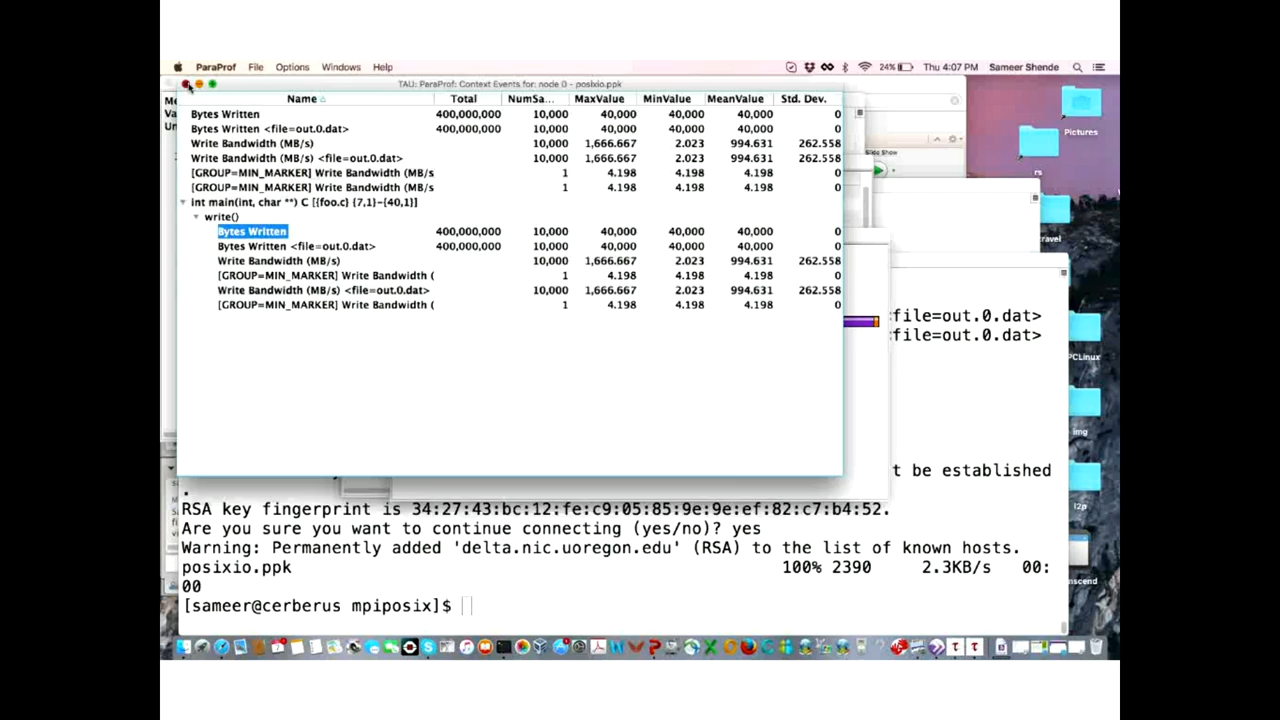 ParaProf File Options Windows Help 24% Thu 4:07 PM Sameer Shende
TAU: ParaProf: Context Events for: node 0 - posixio.ppk
Name Total NumSa... MaxValue MinValue MeanValue Std. Dev.
Bytes Written 400,000,000 10,000 40,000 40,000 40,000 0
Bytes Written <file=out.0.dat> 400,000,000 10,000 40,000 40,000 40,000 0
Write Bandwidth (MB/s) 10,000 1,666.667 2.023 994.631 262.558
Write Bandwidth (MB/s) <file=out.0.dat> 10,000 1,666.667 2.023 994.631 262.558
[GROUP=MIN_MARKER] Write Bandwidth (MB/s 1 4.198 4.198 4.198 0
[GROUP=MIN_MARKER] Write Bandwidth (MB/s 1 4.198 4.198 4.198 0
int main(int, char **) C [{foo.c} {7,1}-{40,1}]
write()
Bytes Written 400,000,000 10,000 40,000 40,000 40,000 0
Bytes Written <file=out.0.dat> 400,000,000 10,000 40,000 40,000 40,000 0
Write Bandwidth (MB/s) 10,000 1,666.667 2.023 994.631 262.558
[GROUP=MIN_MARKER] Write Bandwidth ( 1 4.198 4.198 4.198 0
Write Bandwidth (MB/s) <file=out.0.dat> 10,000 1,666.667 2.023 994.631 262.558
[GROUP=MIN_MARKER] Write Bandwidth ( 1 4.198 4.198 4.198 0
Slide Show
Pictures
rs
ravel
file=out.0.dat>
file=out.0.dat>
PCLinux
img
t be established
.
i2p
RSA key fingerprint is 34:27:43:bc:12:fe:c9:05:85:9e:9e:ef:82:c7:b4:52.
Are you sure you want to continue connecting (yes/no)? yes
Warning: Permanently added 'delta.nic.uoregon.edu' (RSA) to the list of known hosts.
posixio.ppk 100% 2390 2.3KB/s 00:
00
nscend
[sameer@cerberus mpiposix]$